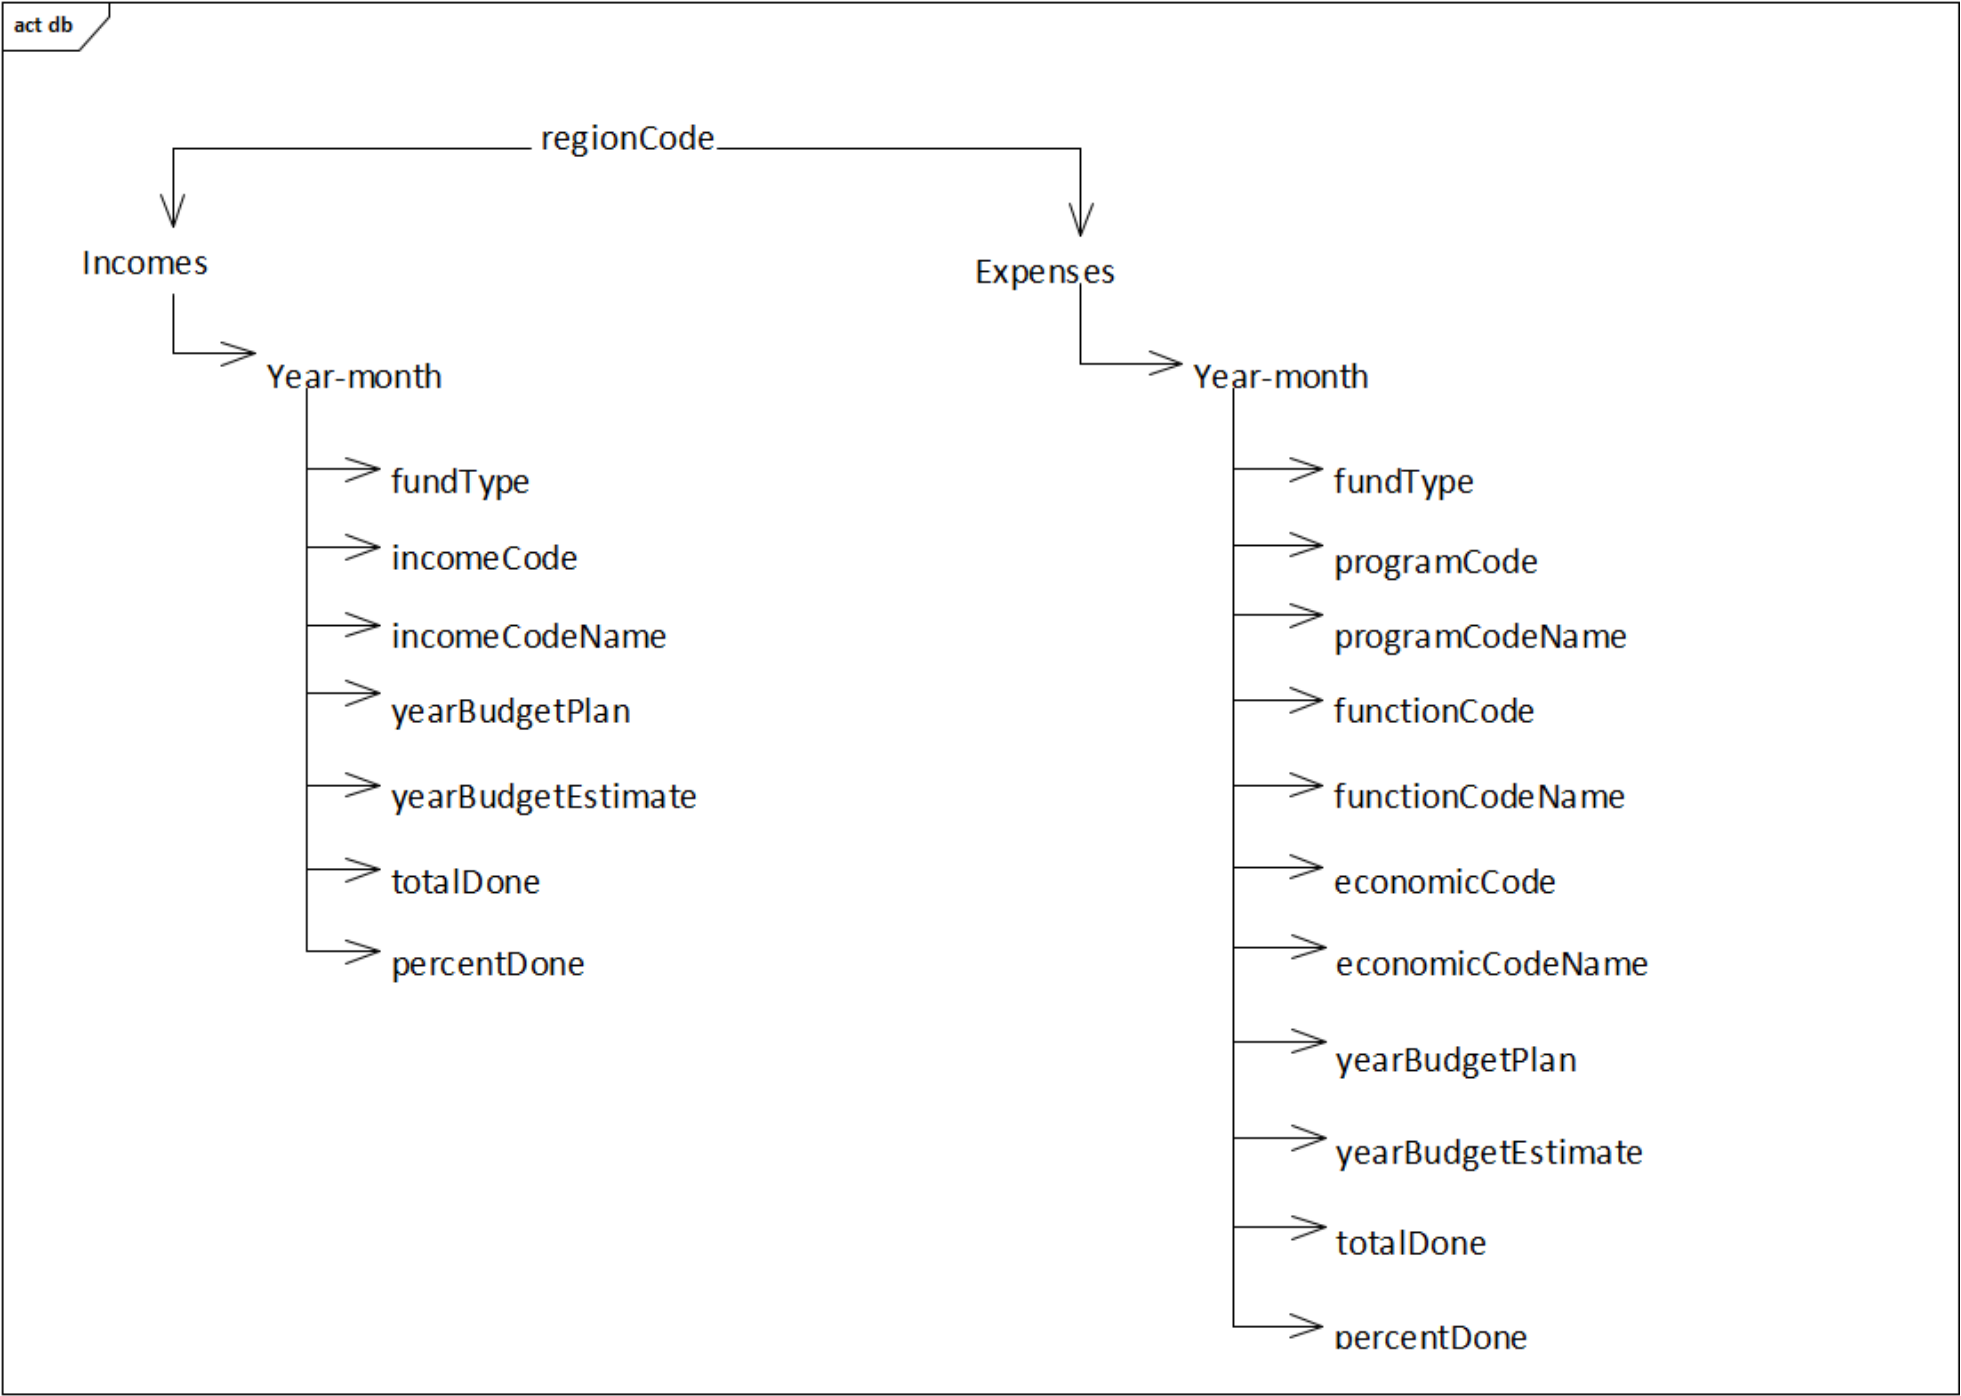 act db
regionCode
Incomes
Year-month
fundType
incomeCode
incomeCodeName
yearBudgetPlan
yearBudgetEstimate
totalDone
percentDone
Expenses
Year-month
fundType
programCode
programCodeName
functionCode
functionCodeName
economicCode
economicCodeName
yearBudgetPlan
yearBudgetEstimate
totalDone
percentDone